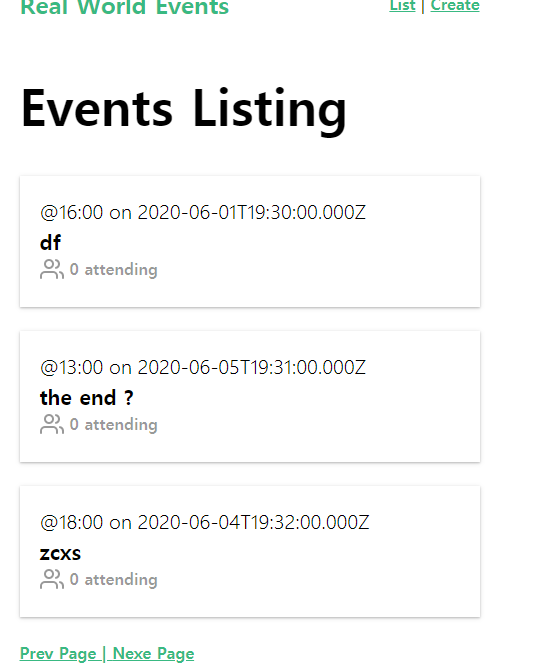 Real World Events
List | Create
Events Listing
@16:00 on 2020-06-01T19:30:00.000Z
df
0 attending
@13:00 on 2020-06-05T19:31:00.000Z
the end ?
0 attending
@18:00 on 2020-06-04T19:32:00.000Z
zcxs
0 attending
Prev Page | Nexe Page